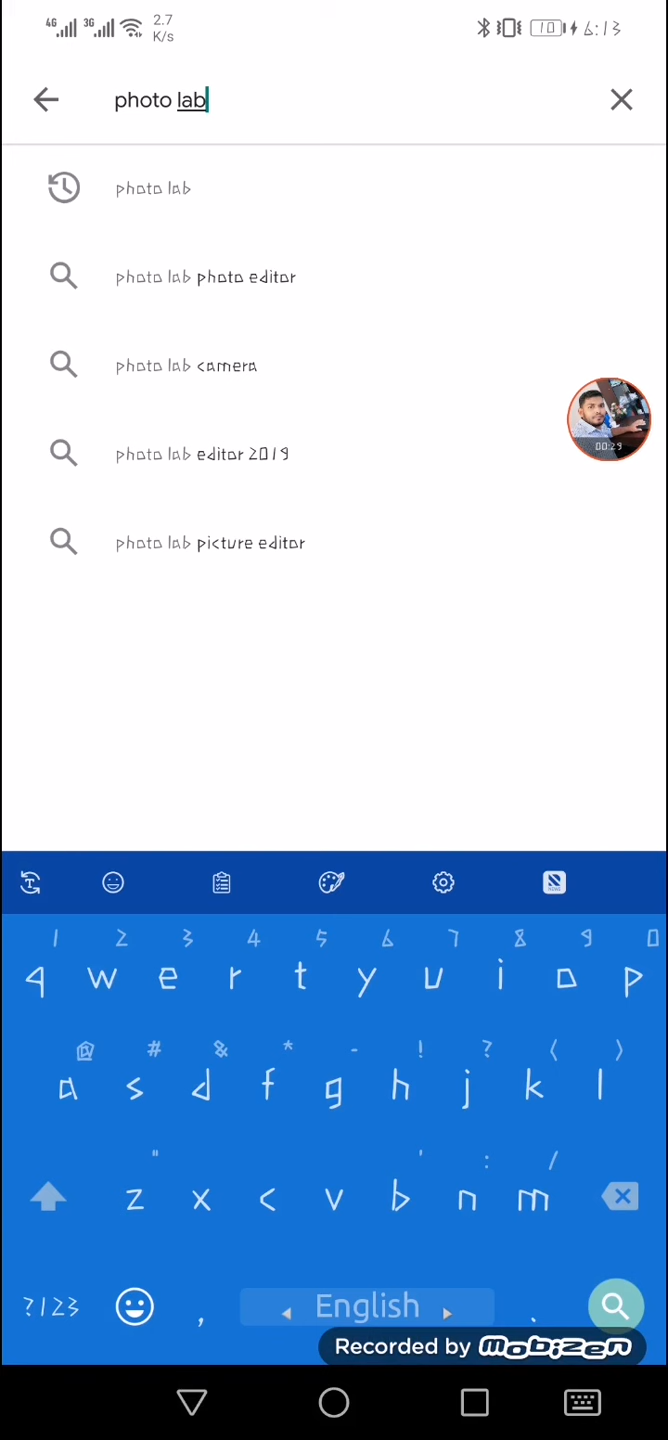 4G 3G 2.7 K/s 10 6:13
photo lab
photo lab
photo lab photo editor
photo lab camera
00:29
photo lab editor 2019
photo lab picture editor
NEWS
1 2 3 4 5 6 7 8 9 0
q w e r t y u i o p
@ # & * - ! ? ( )
a s d f g h j k l
" ' : /
z x c v b n m
?123 , English .
Recorded by mobizen